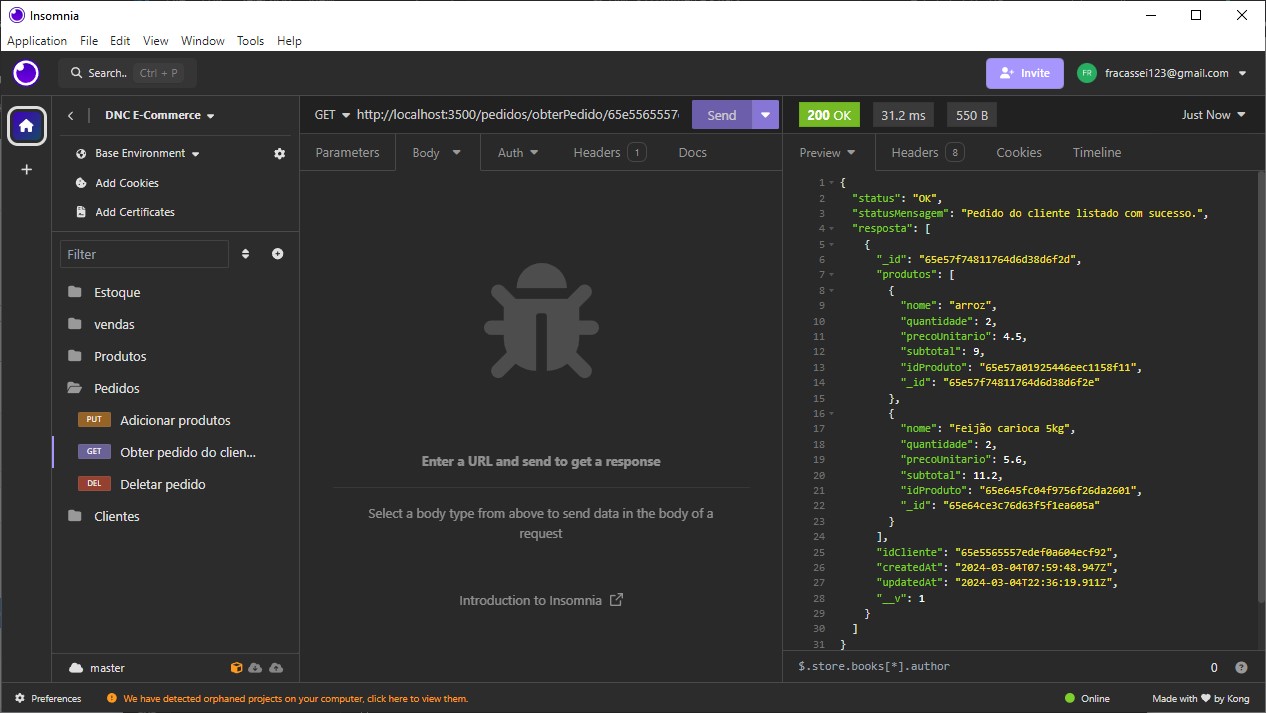 Insomnia
Application File Edit View Window Tools Help
Search.. Ctrl + P
Invite
FR fracassei123@gmail.com
DNC E-Commerce
Base Environment
Add Cookies
Add Certificates
Filter
Estoque
vendas
Produtos
Pedidos
PUT Adicionar produtos
GET Obter pedido do clien...
DEL Deletar pedido
Clientes
master
GET http://localhost:3500/pedidos/obterPedido/65e5565557e
Send
Parameters Body Auth Headers 1 Docs
Enter a URL and send to get a response
Select a body type from above to send data in the body of a
request
Introduction to Insomnia
200 OK 31.2 ms 550 B Just Now
Preview Headers 8 Cookies Timeline
1 {
2 "status": "OK",
3 "statusMensagem": "Pedido do cliente listado com sucesso.",
4 "resposta": [
5 {
6 "_id": "65e57f74811764d6d38d6f2d",
7 "produtos": [
8 {
9 "nome": "arroz",
10 "quantidade": 2,
11 "precoUnitario": 4.5,
12 "subtotal": 9,
13 "idProduto": "65e57a01925446eec1158f11",
14 "_id": "65e57f74811764d6d38d6f2e"
15 },
16 {
17 "nome": "Feijão carioca 5kg",
18 "quantidade": 2,
19 "precoUnitario": 5.6,
20 "subtotal": 11.2,
21 "idProduto": "65e645fc04f9756f26da2601",
22 "_id": "65e64ce3c76d63f5f1ea605a"
23 }
24 ],
25 "idCliente": "65e5565557edef0a604ecf92",
26 "createdAt": "2024-03-04T07:59:48.947Z",
27 "updatedAt": "2024-03-04T22:36:19.911Z",
28 "__v": 1
29 }
30 ]
31 }
$.store.books[*].author 0
Preferences
We have detected orphaned projects on your computer, click here to view them.
Online
Made with ♥ by Kong